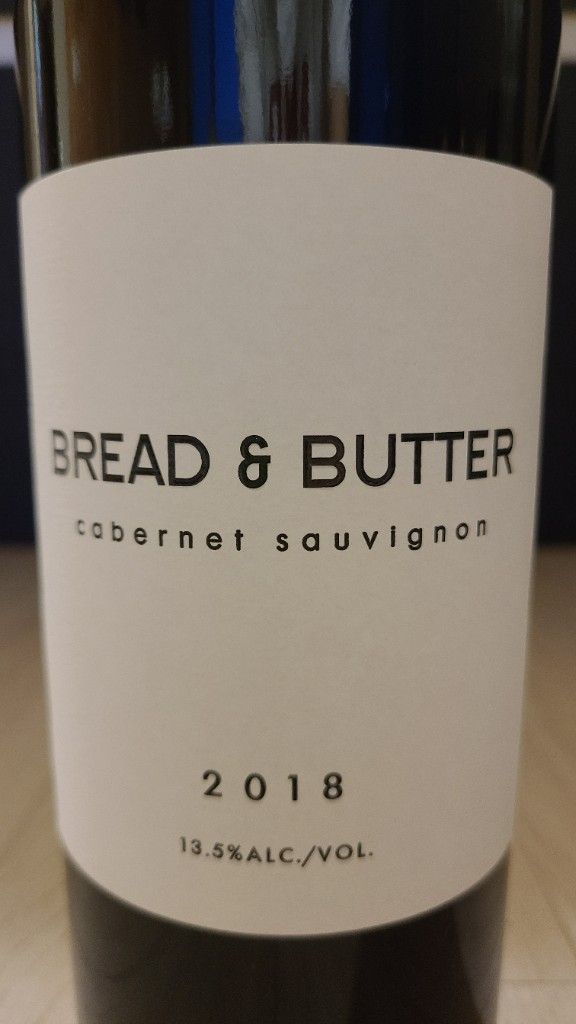 BREAD & BUTTER
cabernet sauvignon
2018
13.5%ALC./VOL.